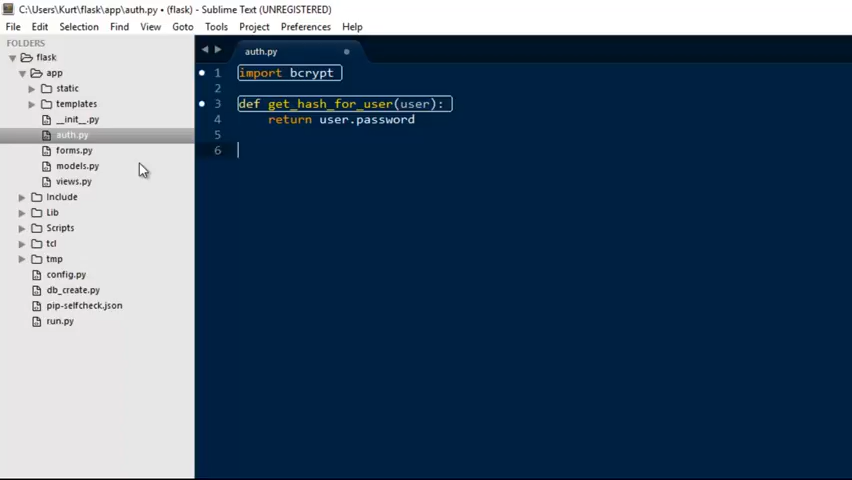 C:\Users\Kurt\flask\app\auth.py • (flask) - Sublime Text (UNREGISTERED)
File Edit Selection Find View Goto Tools Project Preferences Help
FOLDERS
flask
app
static
templates
__init__.py
auth.py
forms.py
models.py
views.py
Include
Lib
Scripts
tcl
tmp
config.py
db_create.py
pip-selfcheck.json
run.py
auth.py
1 import bcrypt
2
3 def get_hash_for_user(user):
4 return user.password
5
6